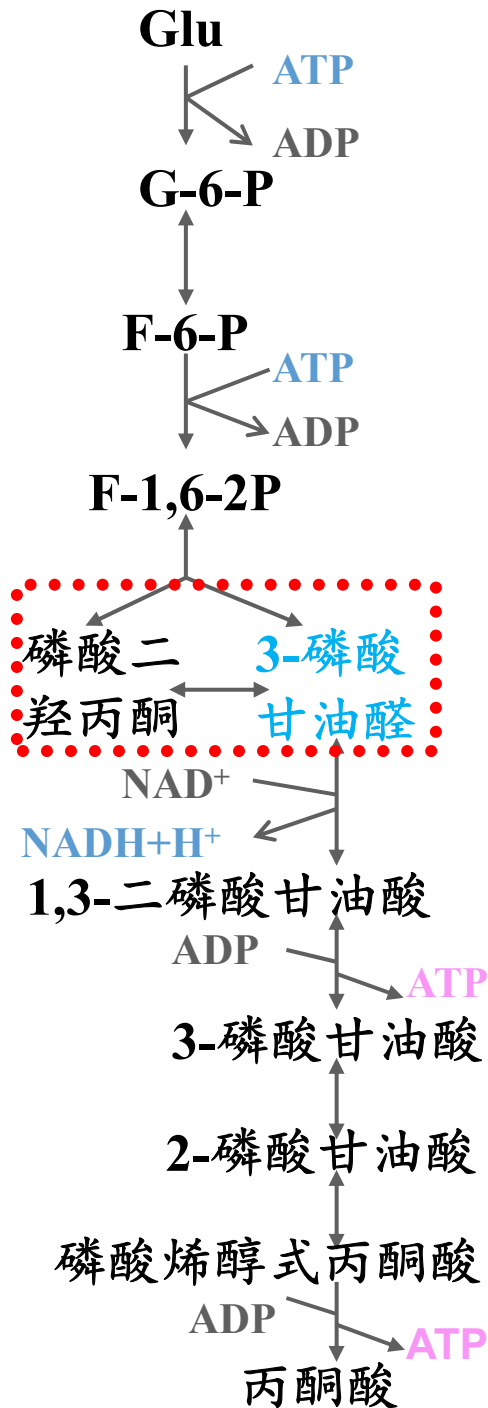 Glu
ATP
ADP
G-6-P
F-6-P
ATP
ADP
F-1,6-2P
磷酸二
羟丙酮
3-磷酸
甘油醛
NAD⁺
NADH+H⁺
1,3-二磷酸甘油酸
ADP
ATP
3-磷酸甘油酸
2-磷酸甘油酸
磷酸烯醇式丙酮酸
ADP
ATP
丙酮酸